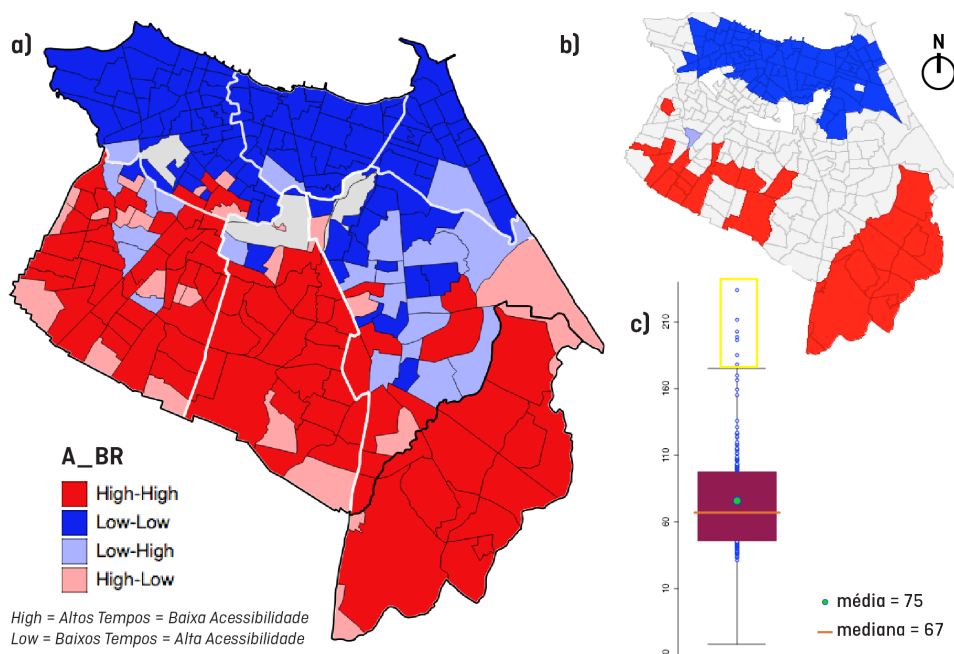 a)
b)
N
c)
210
160
110
60
10
0
A_BR
High-High
Low-Low
Low-High
High-Low
High = Altos Tempos = Baixa Acessibilidade
Low = Baixos Tempos = Alta Acessibilidade
média = 75
mediana = 67